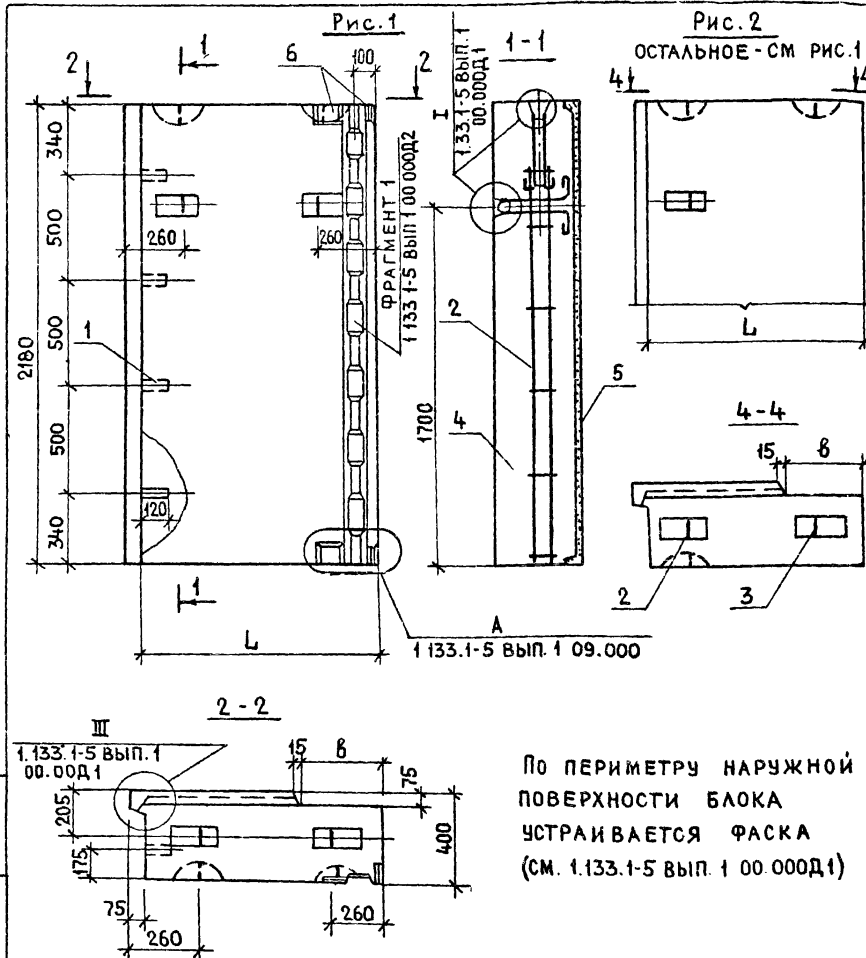 Рис. 1
1
100
6
2
2
340
500
500
500
340
2180
260
260
1
120
ФРАГМЕНТ 1
1 133 1-5 ВЫП 1 00 000Д2
1
L
А
1 133.1-5 ВЫП. 1 09.000
1-1
I
1.33.1-5 ВЫП. 1
00.000Д1
2
4
5
1700
Рис. 2
ОСТАЛЬНОЕ - СМ РИС. 1
4
4
L
4-4
15
в
2
3
2-2
III
1.133.1-5 ВЫП. 1
00.00Д1
15
в
75
205
175
400
75
260
260
ПО ПЕРИМЕТРУ НАРУЖНОЙ
ПОВЕРХНОСТИ БЛОКА
УСТРАИВАЕТСЯ ФАСКА
(СМ. 1.133.1-5 ВЫП. 1 00.000Д1)